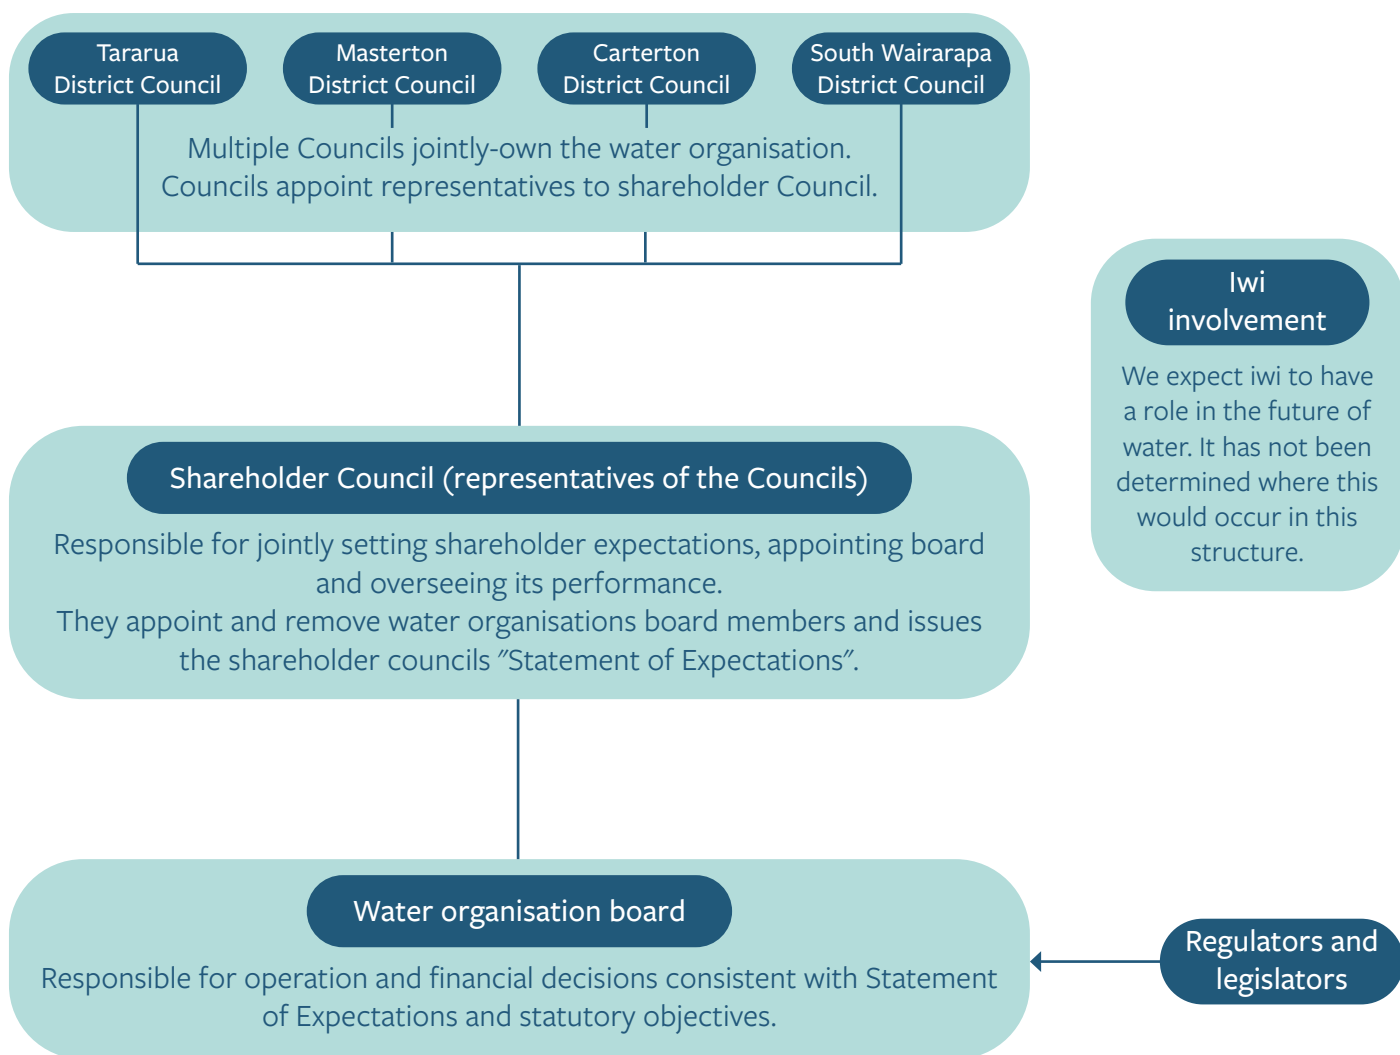 Tararua
District Council
Masterton
District Council
Carterton
District Council
South Wairarapa
District Council
Multiple Councils jointly-own the water organisation.
Councils appoint representatives to shareholder Council.
Iwi
involvement
We expect iwi to have
a role in the future of
water. It has not been
determined where this
would occur in this
structure.
Shareholder Council (representatives of the Councils)
Responsible for jointly setting shareholder expectations, appointing board
and overseeing its performance.
They appoint and remove water organisations board members and issues
the shareholder councils "Statement of Expectations".
Water organisation board
Responsible for operation and financial decisions consistent with Statement
of Expectations and statutory objectives.
Regulators and
legislators